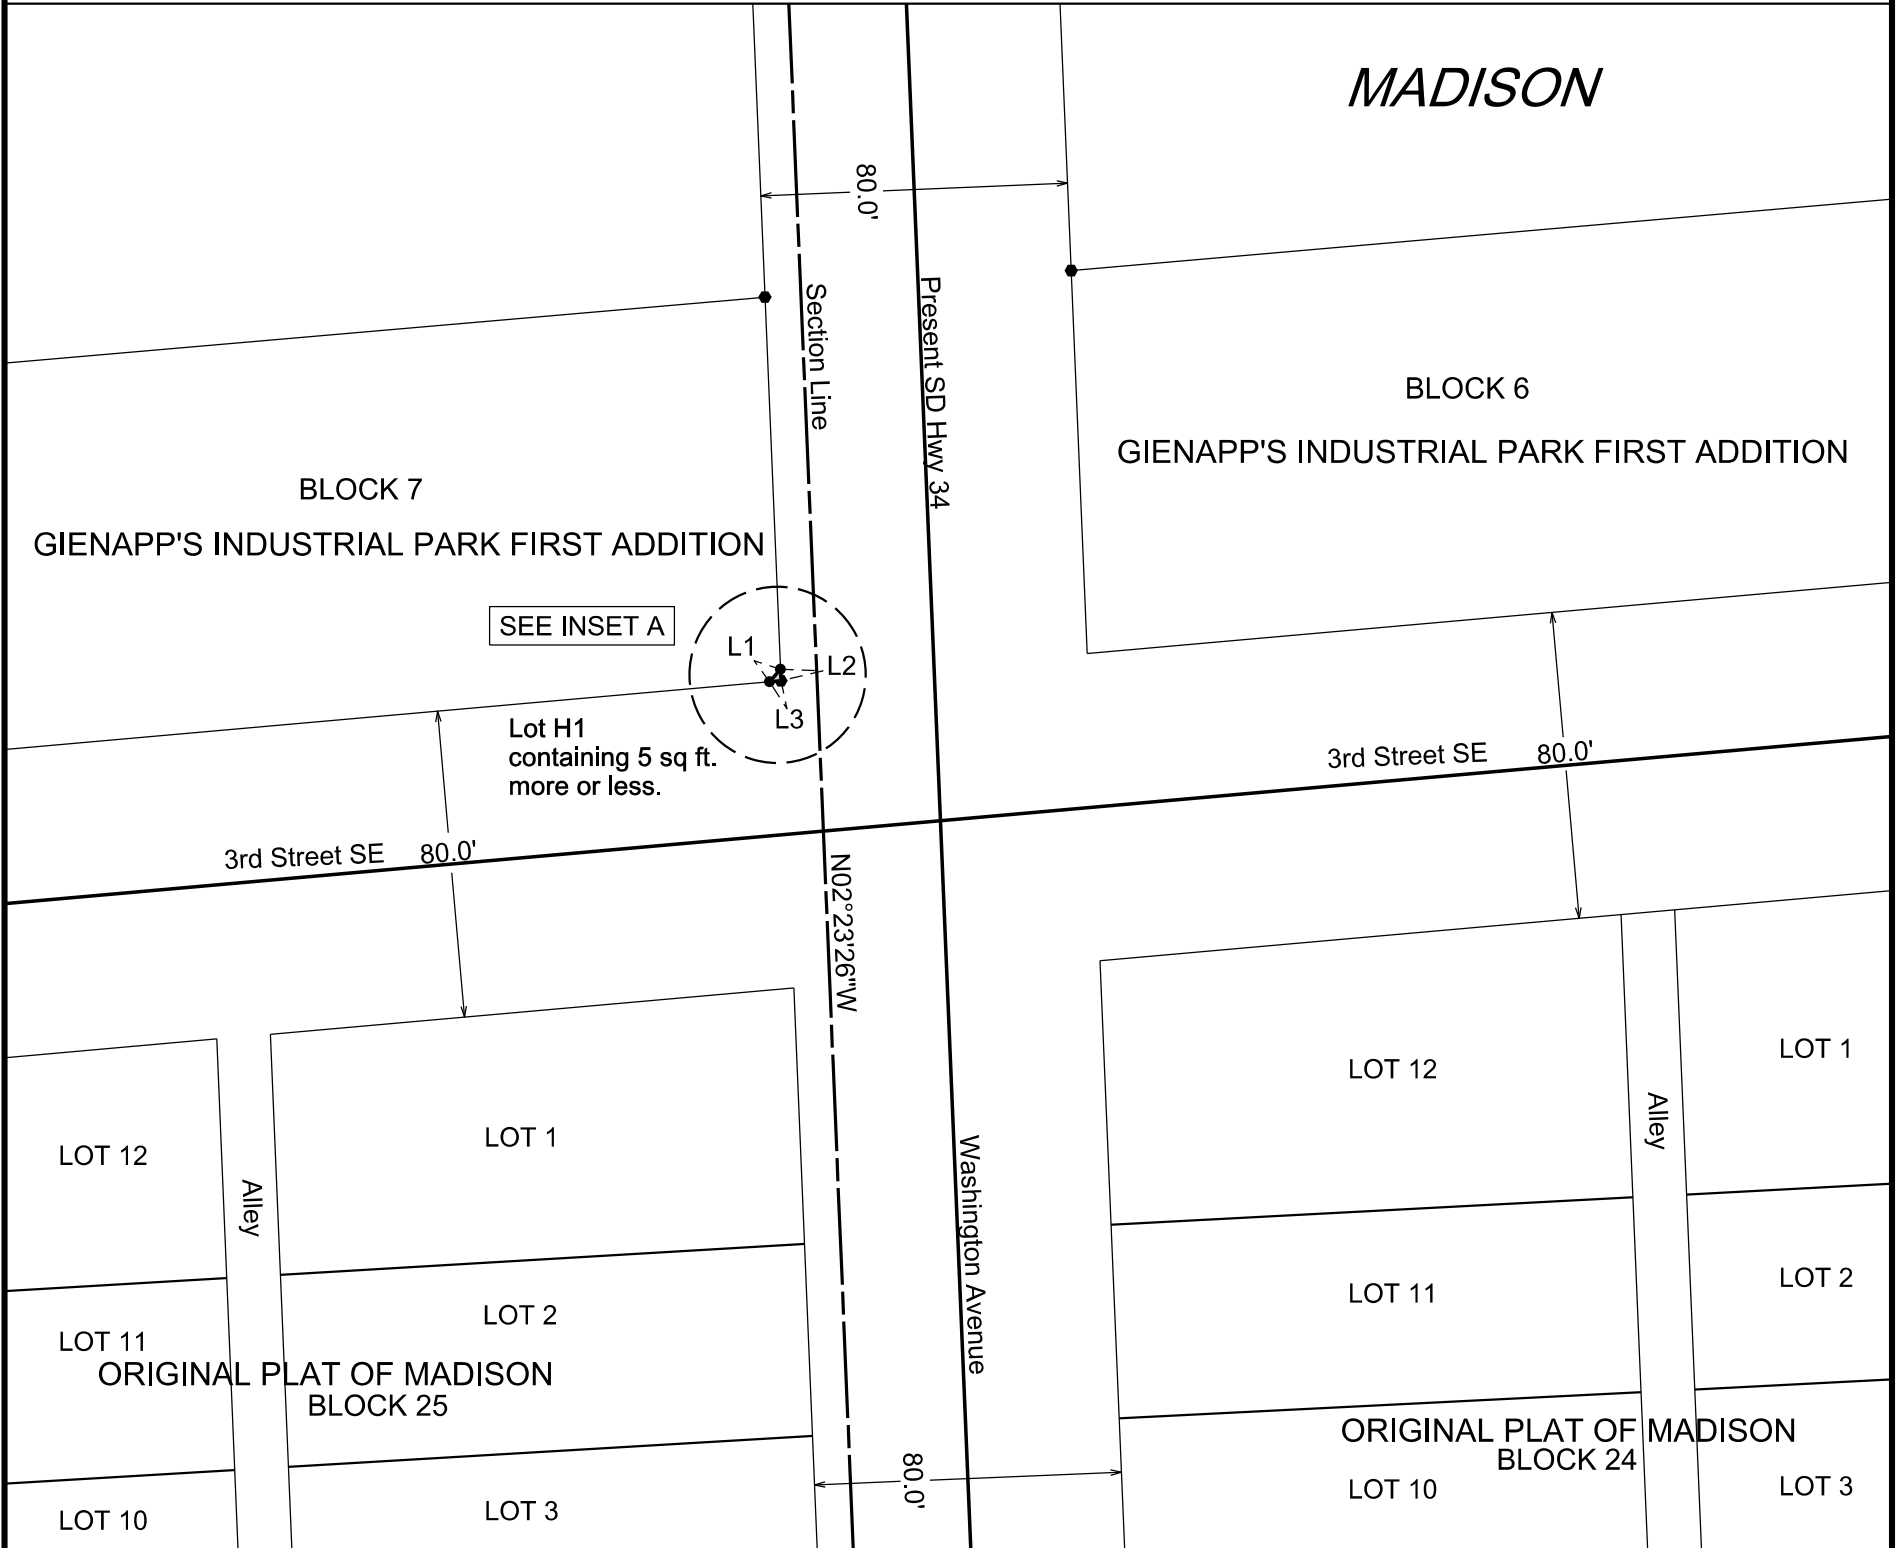 MADISON
80.0'
Section Line
Present SD Hwy 34
BLOCK 6
GIENAPP'S INDUSTRIAL PARK FIRST ADDITION
BLOCK 7
GIENAPP'S INDUSTRIAL PARK FIRST ADDITION
SEE INSET A
L1
L2
L3
Lot H1
containing 5 sq ft.
more or less.
3rd Street SE
80.0'
3rd Street SE
80.0'
N02°23'26"W
LOT 12
LOT 1
Alley
LOT 1
LOT 12
Alley
Washington Avenue
LOT 11
LOT 2
LOT 2
LOT 11
ORIGINAL PLAT OF MADISON
BLOCK 25
ORIGINAL PLAT OF MADISON
BLOCK 24
80.0'
LOT 10
LOT 3
LOT 3
LOT 10